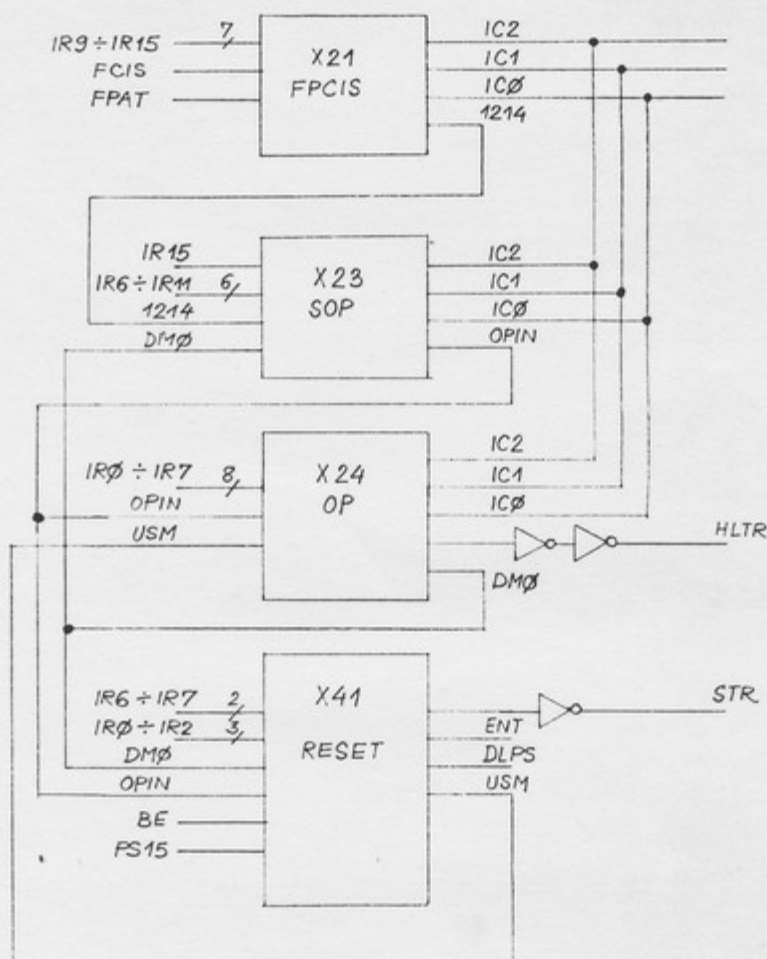 IR9÷IR15 7
FCIS
FPAT
X21
FPCIS
IC2
IC1
ICØ
1214
IR15
IR6÷IR11 6
1214
DMØ
X23
SOP
IC2
IC1
ICØ
OPIN
IRØ÷IR7 8
OPIN
USM
X24
OP
IC2
IC1
ICØ
HLTR
DMØ
IR6÷IR7 2
IRØ÷IR2 3
DMØ
OPIN
BE
PS15
X41
RESET
STR
ENT
DLPS
USM